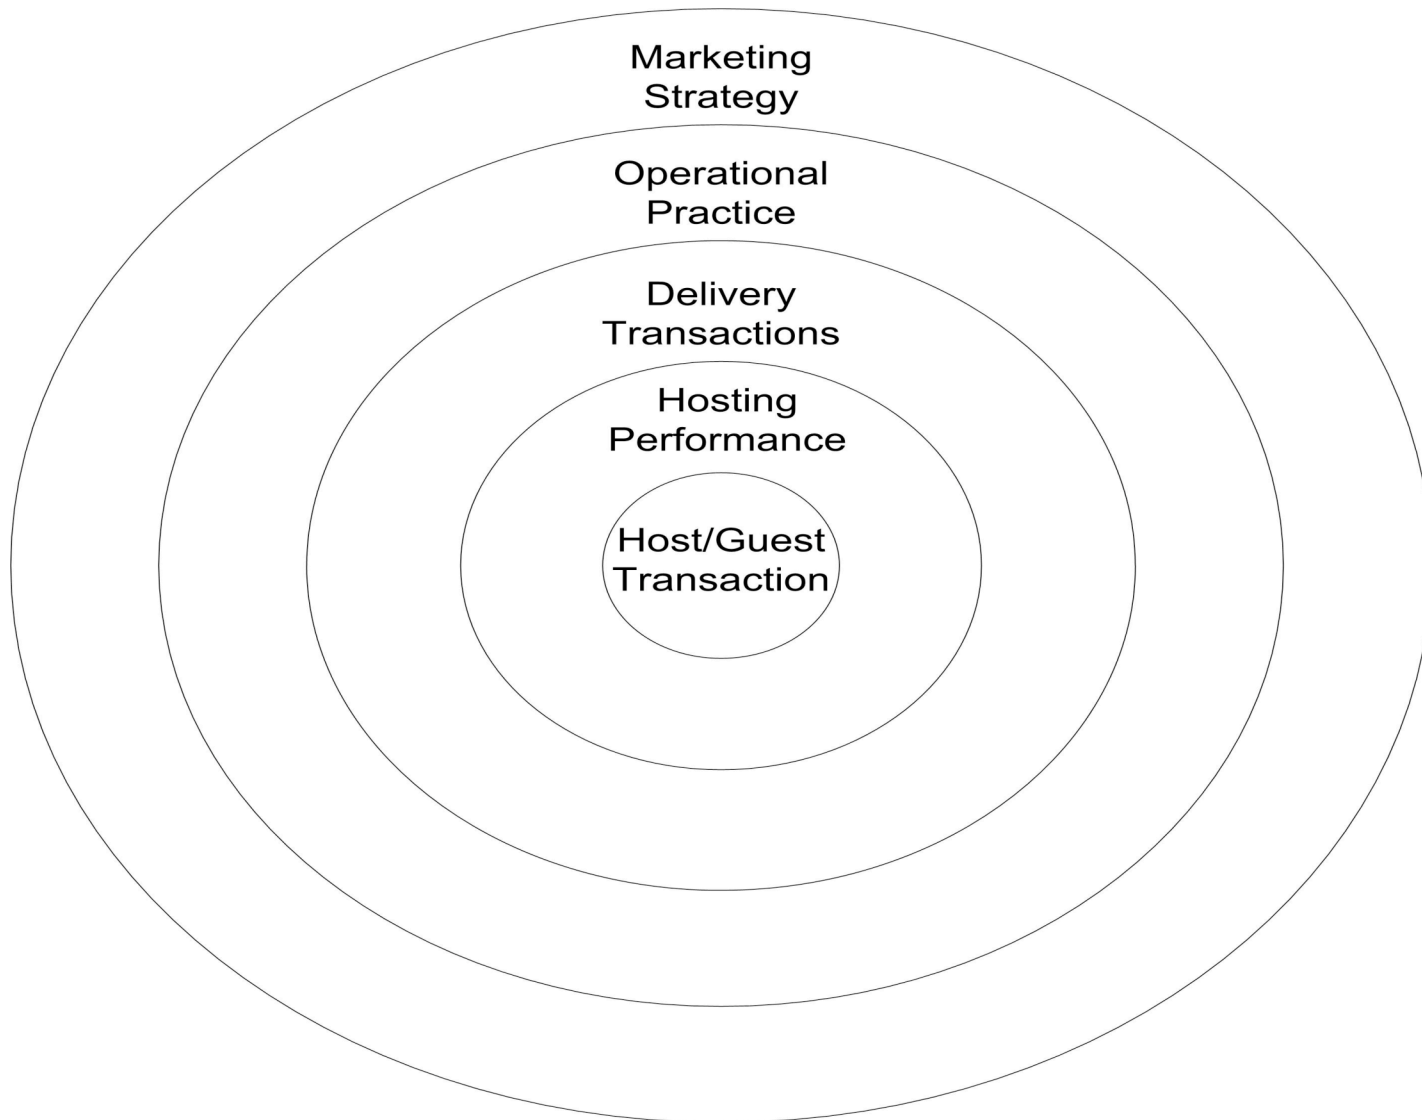 Marketing
Strategy
Operational
Practice
Delivery
Transactions
Hosting
Performance
Host/Guest
Transaction